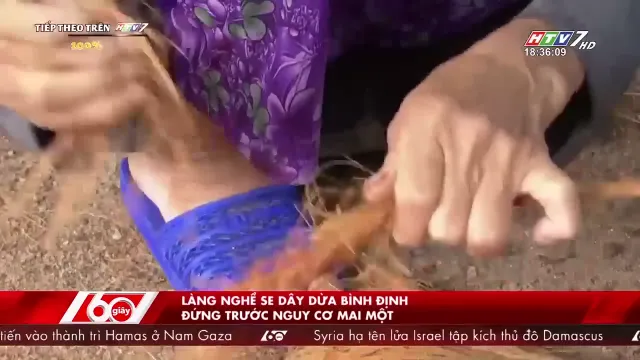 TIẾP THEO TRÊN HTV7
100%
HTV7 HD
18:36:09
60 giây
LÀNG NGHỀ SE DÂY DỪA BÌNH ĐỊNH
ĐỨNG TRƯỚC NGUY CƠ MAI MỘT
tiến vào thành trì Hamas ở Nam Gaza 60 Syria hạ tên lửa Israel tập kích thủ đô Damascus